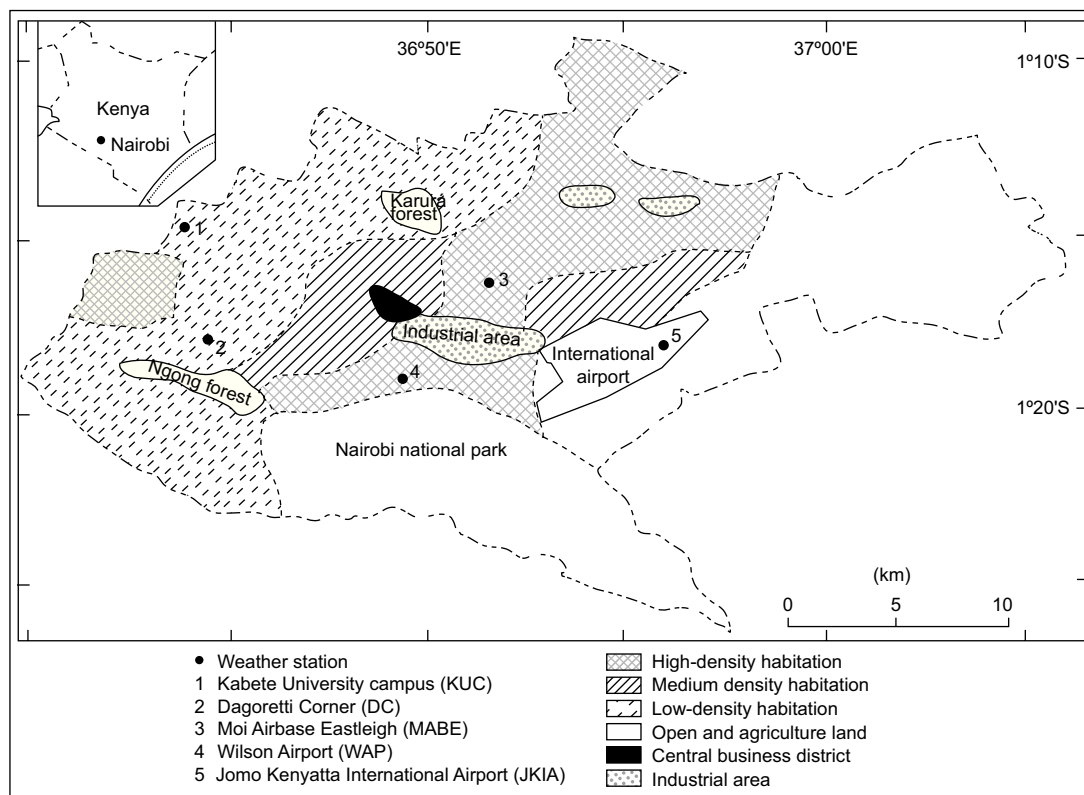 36°50'E
37°00'E
1°10'S
Kenya
Nairobi
Karura
forest
1
3
2
Industrial area
5
International
airport
Ngong forest
4
1°20'S
Nairobi national park
(km)
0 5 10
Weather station
1 Kabete University campus (KUC)
2 Dagoretti Corner (DC)
3 Moi Airbase Eastleigh (MABE)
4 Wilson Airport (WAP)
5 Jomo Kenyatta International Airport (JKIA)
High-density habitation
Medium density habitation
Low-density habitation
Open and agriculture land
Central business district
Industrial area